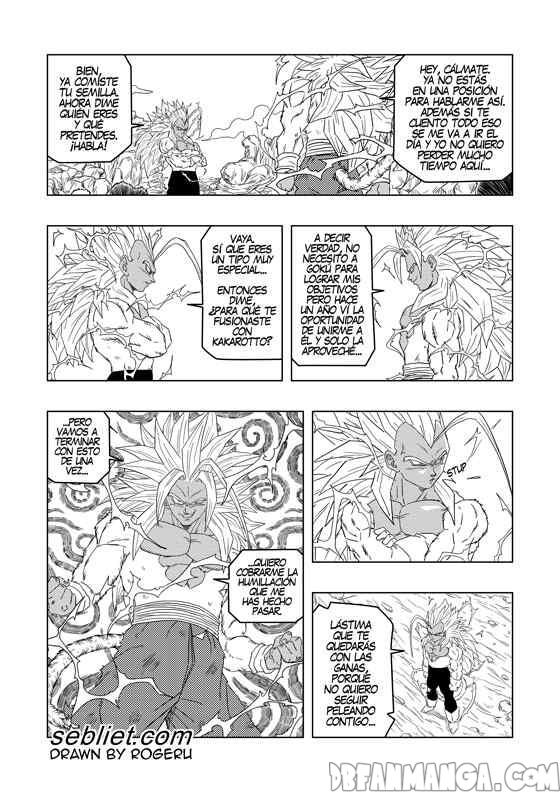 BIEN,
YA COMISTE
TU SEMILLA.
AHORA DIME
QUIÉN ERES
Y QUÉ
PRETENDES.
¡HABLA!
HEY, CÁLMATE.
YA NO ESTÁS
EN UNA POSICIÓN
PARA HABLARME ASÍ.
ADEMÁS SI TE
CUENTO TODO ESO
SE ME VA A IR EL
DÍA Y YO NO QUIERO
PERDER MUCHO
TIEMPO AQUÍ...
VAYA.
SÍ QUE ERES
UN TIPO MUY
ESPECIAL...
ENTONCES
DIME,
¿PARA QUÉ TE
FUSIONASTE
CON
KAKAROTTO?
A DECIR
VERDAD, NO
NECESITO A
GOKU PARA
LOGRAR MIS
OBJETIVOS
PERO HACE
UN AÑO VÍ LA
OPORTUNIDAD
DE UNIRME A
ÉL Y SOLO LA
APROVECHÉ...
...PERO
VAMOS A
TERMINAR
CON ESTO
DE UNA
VEZ...
...QUIERO
COBRARME LA
HUMILLACIÓN
QUE ME
HAS HECHO
PASAR.
STUP
LÁSTIMA
QUE TE
QUEDARÁS
CON LAS
GANAS,
PORQUÉ
NO QUIERO
SEGUIR
PELEANDO
CONTIGO...
sebliet.com
DRAWN BY ROGERU
DBFANMANGA.COM